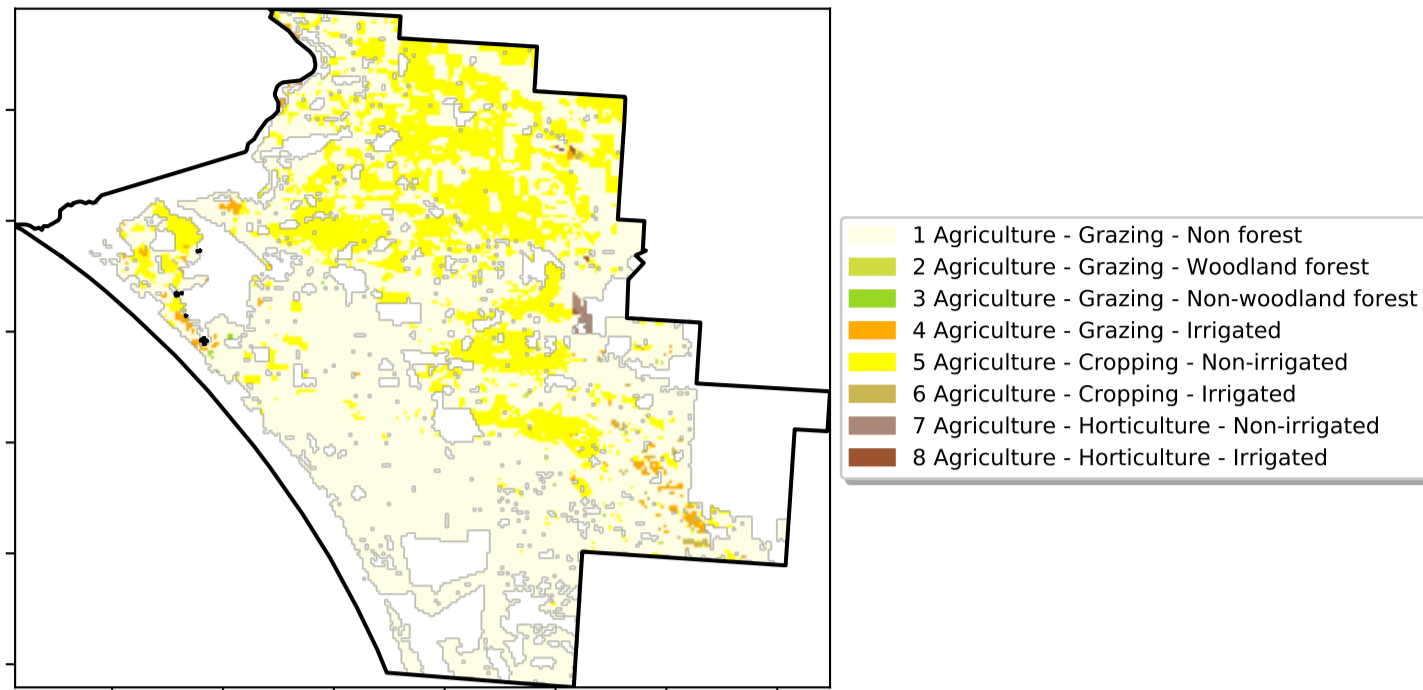 1 Agriculture - Grazing - Non forest
2 Agriculture - Grazing - Woodland forest
3 Agriculture - Grazing - Non-woodland forest
4 Agriculture - Grazing - Irrigated
5 Agriculture - Cropping - Non-irrigated
6 Agriculture - Cropping - Irrigated
7 Agriculture - Horticulture - Non-irrigated
8 Agriculture - Horticulture - Irrigated